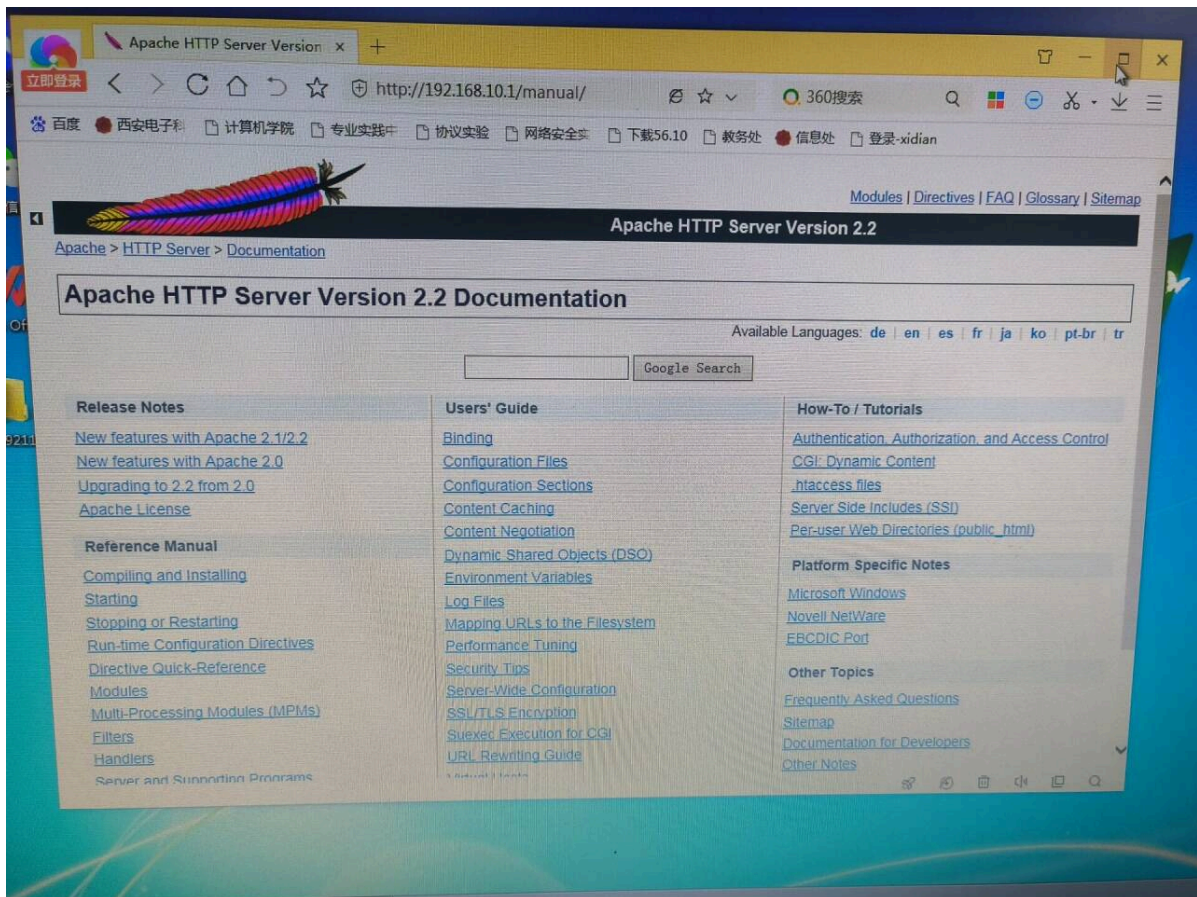 Apache HTTP Server Version
立即登录
http://192.168.10.1/manual/
360搜索
百度 西安电子科 计算机学院 专业实践中 协议实验 网络安全实 下载56.10 教务处 信息处 登录-xidian
Modules | Directives | FAQ | Glossary | Sitemap
Apache HTTP Server Version 2.2
Apache > HTTP Server > Documentation
Apache HTTP Server Version 2.2 Documentation
Available Languages: de | en | es | fr | ja | ko | pt-br | tr
Google Search
Release Notes
New features with Apache 2.1/2.2
New features with Apache 2.0
Upgrading to 2.2 from 2.0
Apache License
Reference Manual
Compiling and Installing
Starting
Stopping or Restarting
Run-time Configuration Directives
Directive Quick-Reference
Modules
Multi-Processing Modules (MPMs)
Filters
Handlers
Server and Supporting Programs
Users' Guide
Binding
Configuration Files
Configuration Sections
Content Caching
Content Negotiation
Dynamic Shared Objects (DSO)
Environment Variables
Log Files
Mapping URLs to the Filesystem
Performance Tuning
Security Tips
Server-Wide Configuration
SSL/TLS Encryption
Suexec Execution for CGI
URL Rewriting Guide
How-To / Tutorials
Authentication, Authorization, and Access Control
CGI: Dynamic Content
.htaccess files
Server Side Includes (SSI)
Per-user Web Directories (public_html)
Platform Specific Notes
Microsoft Windows
Novell NetWare
EBCDIC Port
Other Topics
Frequently Asked Questions
Sitemap
Documentation for Developers
Other Notes
Of
9211